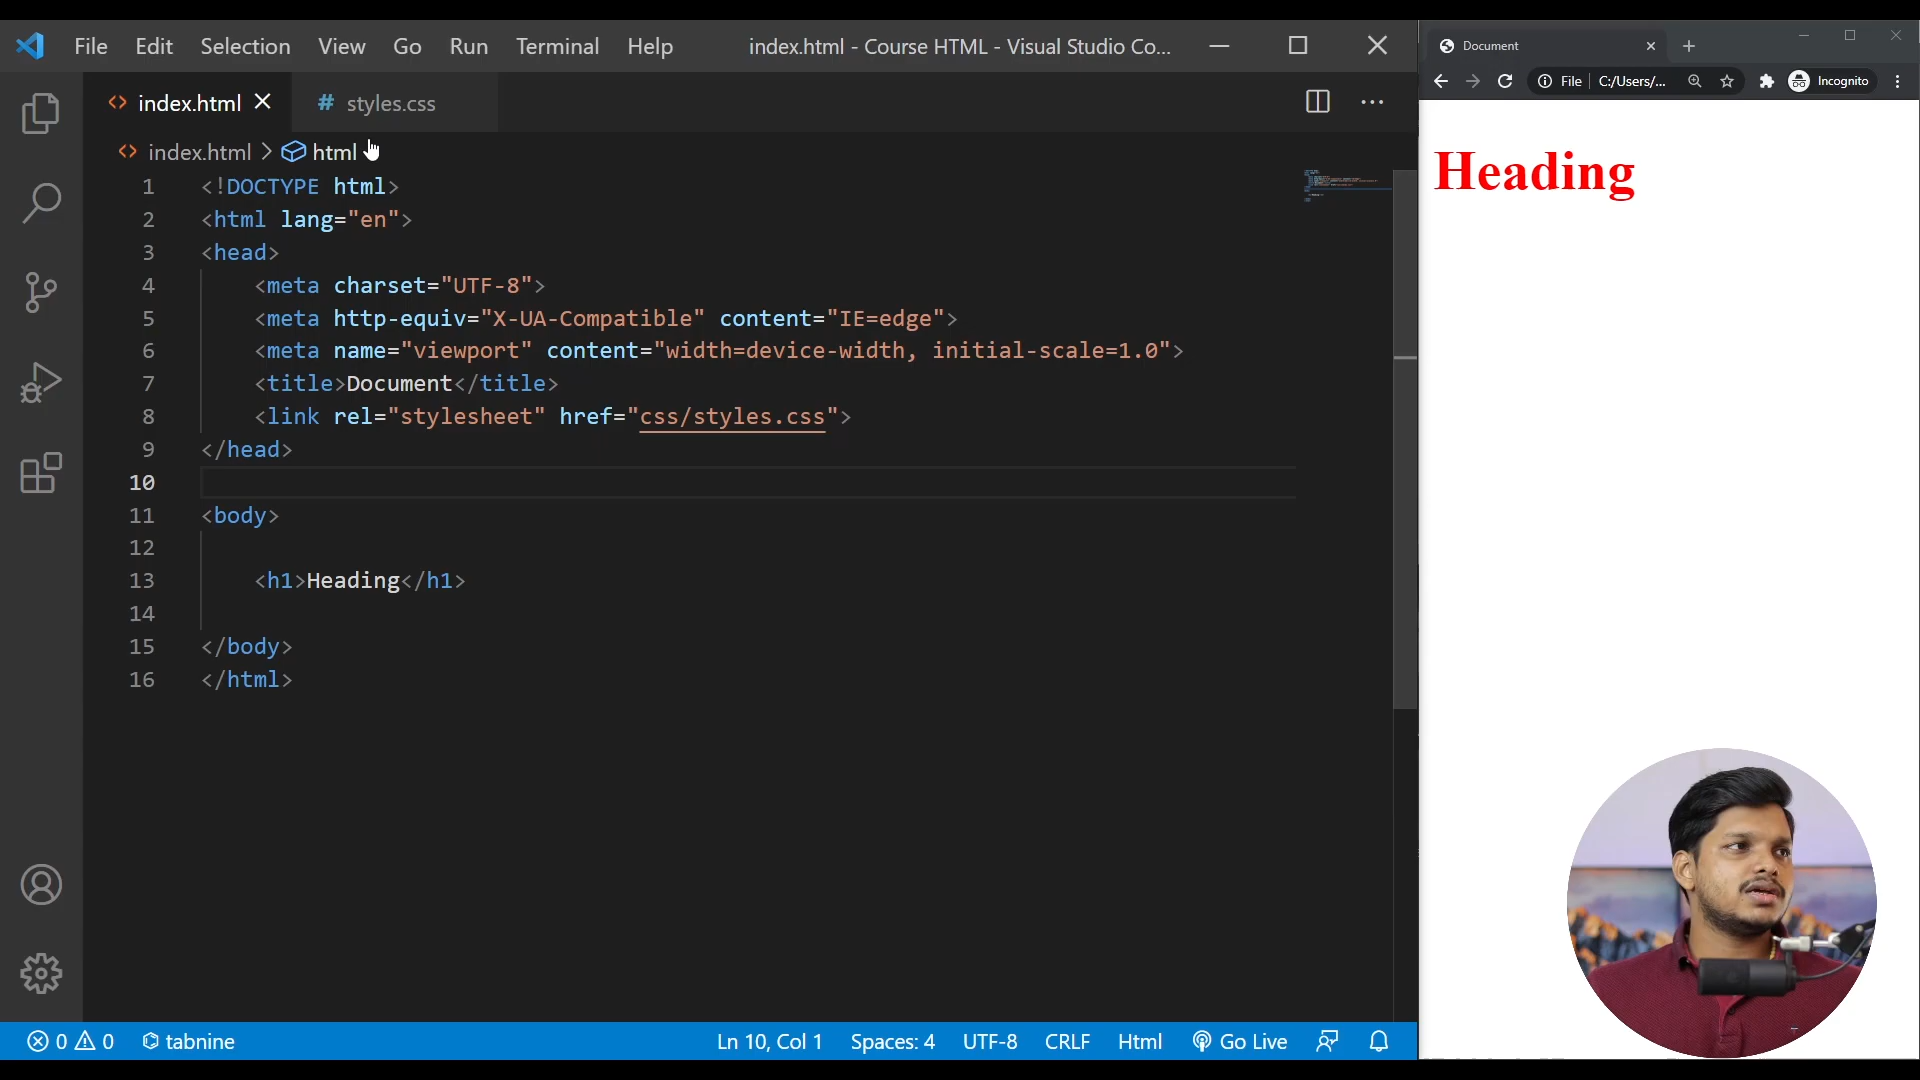 File Edit Selection View Go Run Terminal Help index.html - Course HTML - Visual Studio Co...
index.html # styles.css
index.html > html
1 <!DOCTYPE html>
2 <html lang="en">
3 <head>
4 <meta charset="UTF-8">
5 <meta http-equiv="X-UA-Compatible" content="IE=edge">
6 <meta name="viewport" content="width=device-width, initial-scale=1.0">
7 <title>Document</title>
8 <link rel="stylesheet" href="css/styles.css">
9 </head>
10
11 <body>
12
13 <h1>Heading</h1>
14
15 </body>
16 </html>
0 0 tabnine Ln 10, Col 1 Spaces: 4 UTF-8 CRLF Html Go Live
Document
File C:/Users/... Incognito
Heading